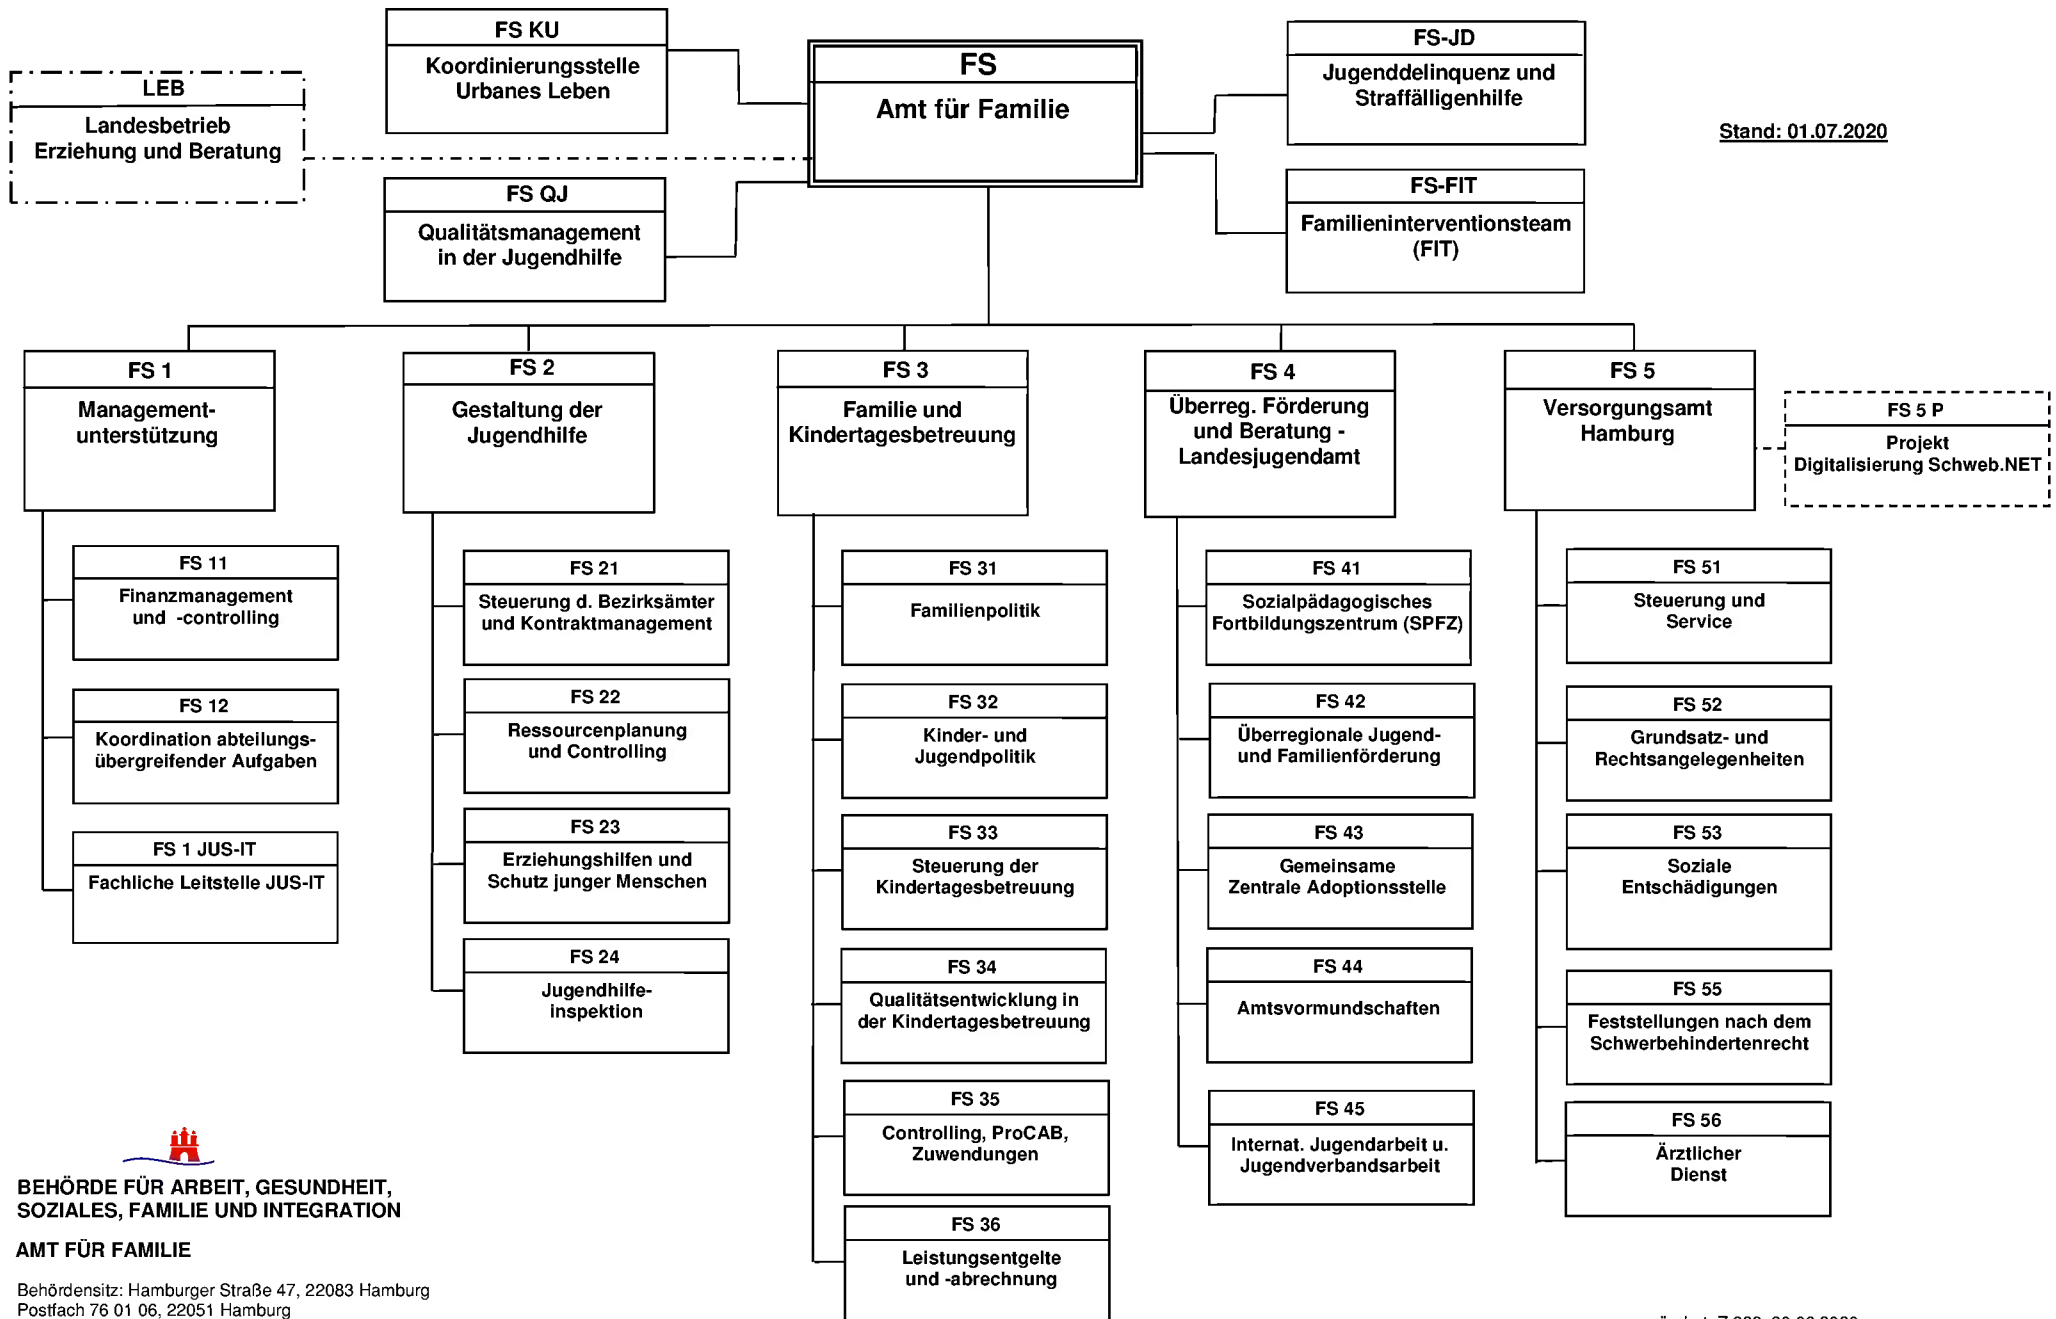 FS KU
Koordinierungsstelle
Urbanes Leben
FS
Amt für Familie
FS-JD
Jugenddelinquenz und
Straffälligenhilfe
LEB
Landesbetrieb
Erziehung und Beratung
Stand: 01.07.2020
FS QJ
Qualitätsmanagement
in der Jugendhilfe
FS-FIT
Familieninterventionsteam
(FIT)
FS 1
Management-
unterstützung
FS 2
Gestaltung der
Jugendhilfe
FS 3
Familie und
Kindertagesbetreuung
FS 4
Überreg. Förderung
und Beratung -
Landesjugendamt
FS 5
Versorgungsamt
Hamburg
FS 5 P
Projekt
Digitalisierung Schweb.NET
FS 11
Finanzmanagement
und -controlling
FS 12
Koordination abteilungs-
übergreifender Aufgaben
FS 1 JUS-IT
Fachliche Leitstelle JUS-IT
FS 21
Steuerung d. Bezirksämter
und Kontraktmanagement
FS 22
Ressourcenplanung
und Controlling
FS 23
Erziehungshilfen und
Schutz junger Menschen
FS 24
Jugendhilfe-
inspektion
FS 31
Familienpolitik
FS 32
Kinder- und
Jugendpolitik
FS 33
Steuerung der
Kindertagesbetreuung
FS 34
Qualitätsentwicklung in
der Kindertagesbetreuung
FS 35
Controlling, ProCAB,
Zuwendungen
FS 36
Leistungsentgelte
und -abrechnung
FS 41
Sozialpädagogisches
Fortbildungszentrum (SPFZ)
FS 42
Überregionale Jugend-
und Familienförderung
FS 43
Gemeinsame
Zentrale Adoptionsstelle
FS 44
Amtsvormundschaften
FS 45
Internat. Jugendarbeit u.
Jugendverbandsarbeit
FS 51
Steuerung und
Service
FS 52
Grundsatz- und
Rechtsangelegenheiten
FS 53
Soziale
Entschädigungen
FS 55
Feststellungen nach dem
Schwerbehindertenrecht
FS 56
Ärztlicher
Dienst
BEHÖRDE FÜR ARBEIT, GESUNDHEIT,
SOZIALES, FAMILIE UND INTEGRATION
AMT FÜR FAMILIE
Behördensitz: Hamburger Straße 47, 22083 Hamburg
Postfach 76 01 06, 22051 Hamburg